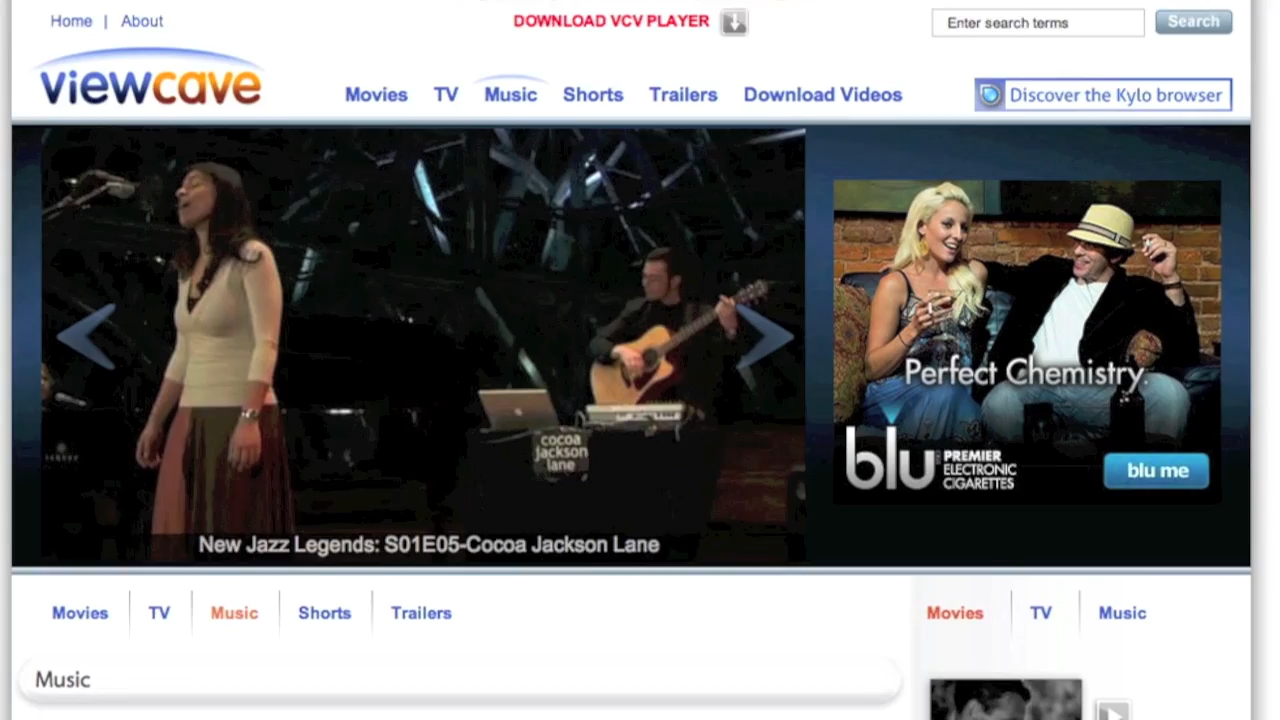 Home | About
DOWNLOAD VCV PLAYER
Enter search terms
Search
viewcave
Movies TV Music Shorts Trailers Download Videos
Discover the Kylo browser
cocoa
jackson
lane
New Jazz Legends: S01E05-Cocoa Jackson Lane
Perfect Chemistry.
blu PREMIER
ELECTRONIC
CIGARETTES
blu me
Movies TV Music Shorts Trailers
Movies TV Music
Music